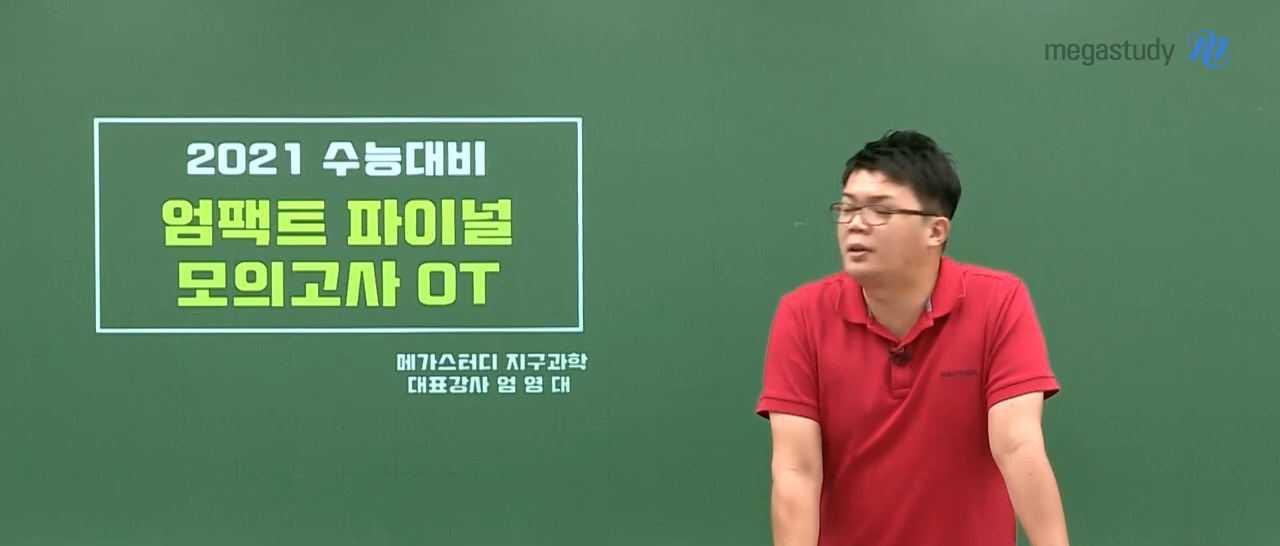 megastudy
2021 수능대비
엄팩트 파이널
모의고사 OT
메가스터디 지구과학
대표강사 엄 영 대